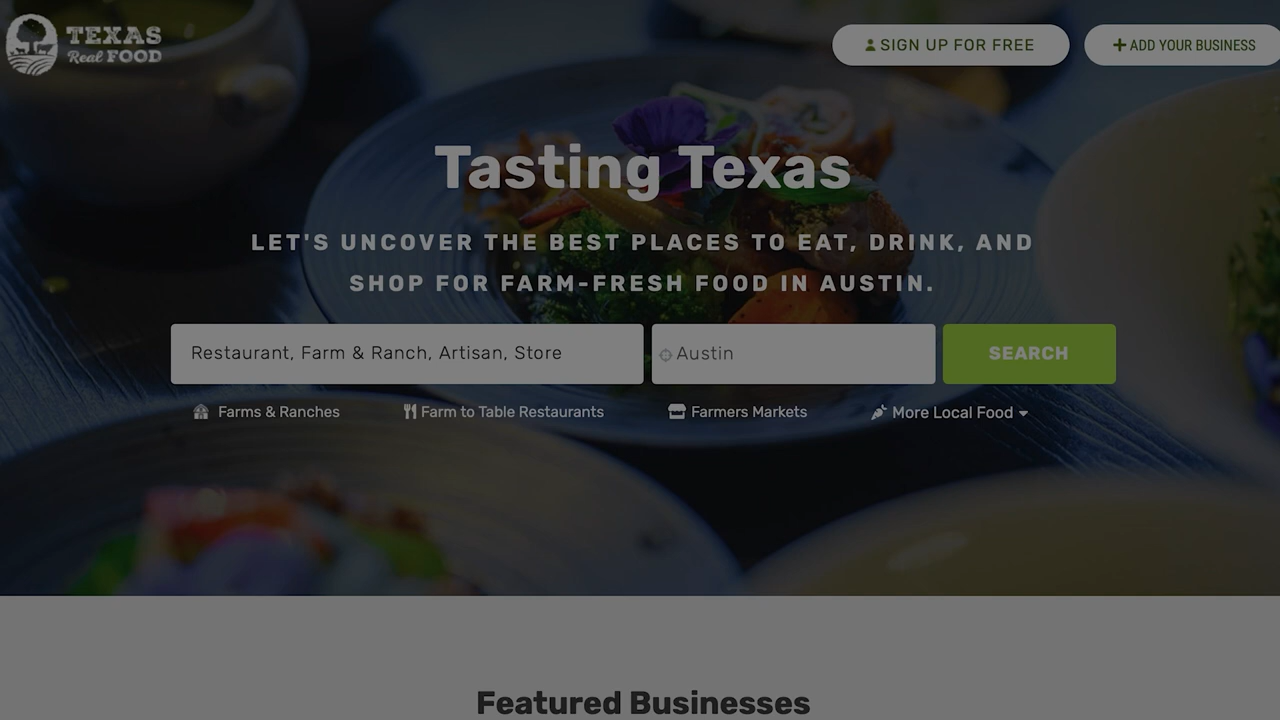 TEXAS
Real FOOD
SIGN UP FOR FREE
ADD YOUR BUSINESS
Tasting Texas
LET'S UNCOVER THE BEST PLACES TO EAT, DRINK, AND
SHOP FOR FARM-FRESH FOOD IN AUSTIN.
Restaurant, Farm & Ranch, Artisan, Store
Austin
SEARCH
Farms & Ranches
Farm to Table Restaurants
Farmers Markets
More Local Food
Featured Businesses